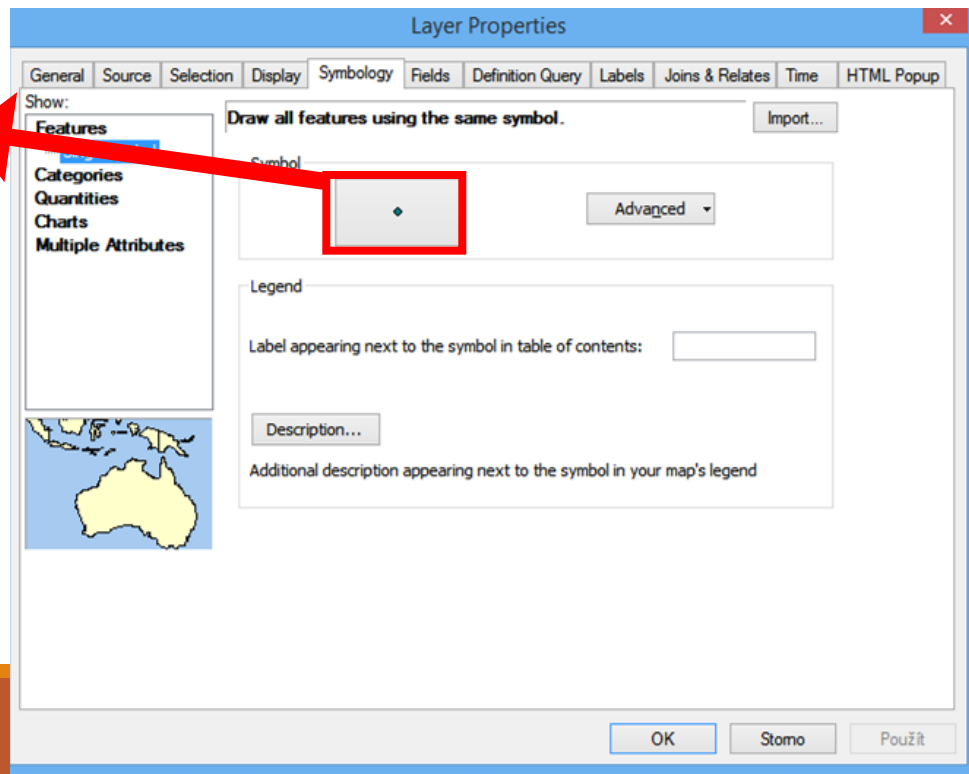 Layer Properties
General Source Selection Display Symbology Fields Definition Query Labels Joins & Relates Time HTML Popup
Show:
Features
Categories
Quantities
Charts
Multiple Attributes
Draw all features using the same symbol.
Import...
Symbol
Advanced
Legend
Label appearing next to the symbol in table of contents:
Description...
Additional description appearing next to the symbol in your map's legend
OK Storno Použít